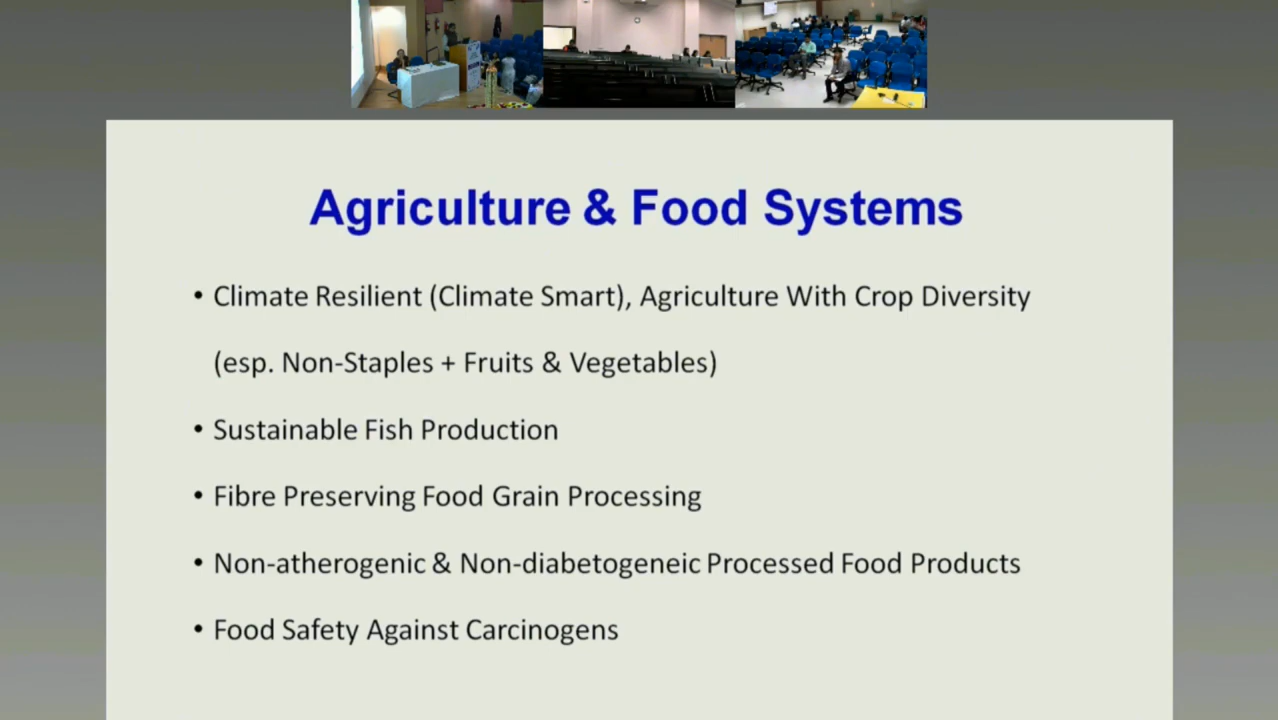 Agriculture & Food Systems
• Climate Resilient (Climate Smart), Agriculture With Crop Diversity
(esp. Non-Staples + Fruits & Vegetables)
• Sustainable Fish Production
• Fibre Preserving Food Grain Processing
• Non-atherogenic & Non-diabetogeneic Processed Food Products
• Food Safety Against Carcinogens